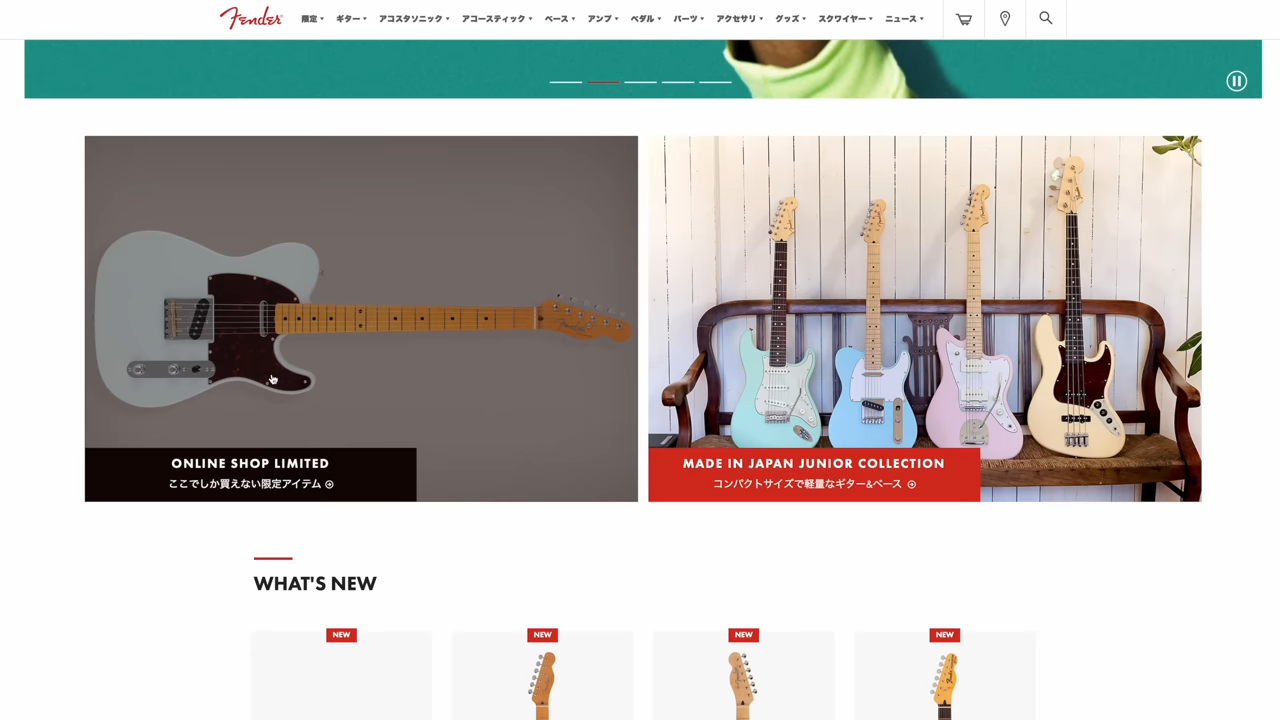 Fender
限定
ギター
アコスタソニック
アコースティック
ベース
アンプ
ペダル
パーツ
アクセサリ
グッズ
スクワイヤー
ニュース
ONLINE SHOP LIMITED
ここでしか買えない限定アイテム
MADE IN JAPAN JUNIOR COLLECTION
コンパクトサイズで軽量なギター&ベース
WHAT'S NEW
NEW
NEW
NEW
NEW